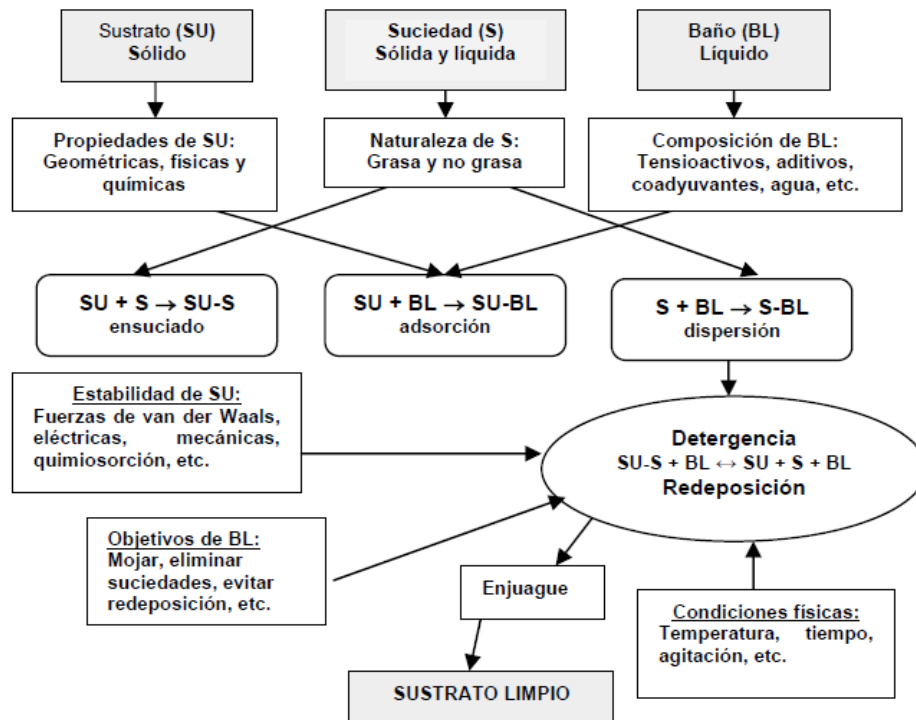 Sustrato (SU)
Sólido
Suciedad (S)
Sólida y líquida
Baño (BL)
Líquido
Propiedades de SU:
Geométricas, físicas y
químicas
Naturaleza de S:
Grasa y no grasa
Composición de BL:
Tensioactivos, aditivos,
coadyuvantes, agua, etc.
SU + S → SU-S
ensuciado
SU + BL → SU-BL
adsorción
S + BL → S-BL
dispersión
Estabilidad de SU:
Fuerzas de van der Waals,
eléctricas, mecánicas,
quimiosorción, etc.
Detergencia
SU-S + BL ↔ SU + S + BL
Redeposición
Objetivos de BL:
Mojar, eliminar
suciedades, evitar
redeposición, etc.
Enjuague
Condiciones físicas:
Temperatura, tiempo,
agitación, etc.
SUSTRATO LIMPIO